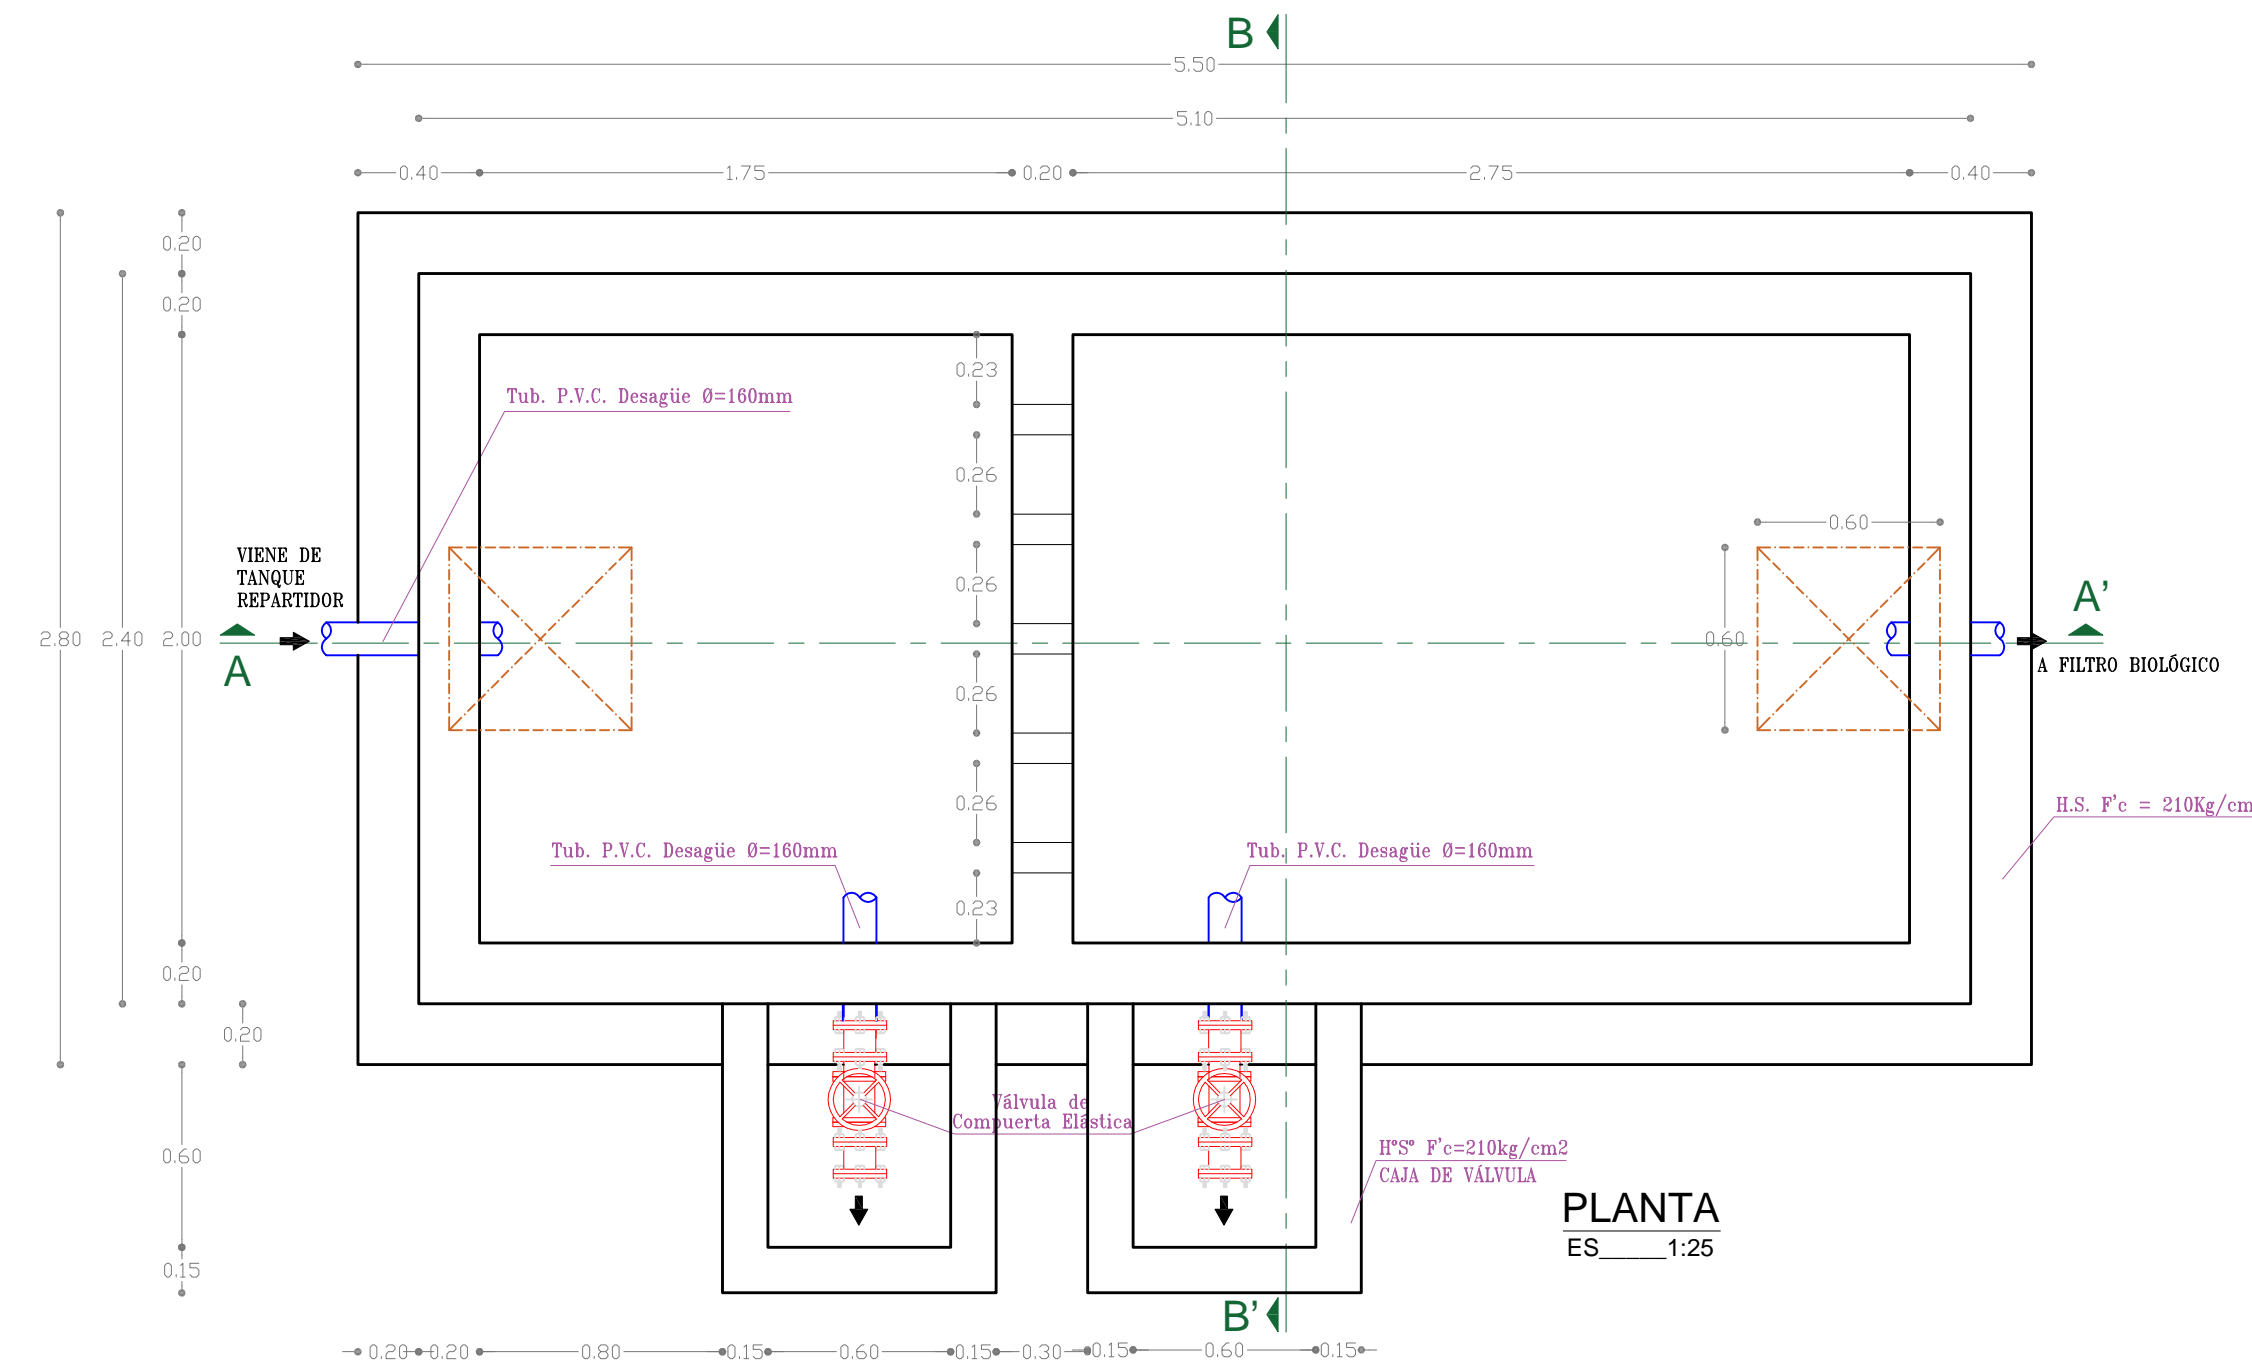 B
5.50
5.10
0.40
1.75
0.20
2.75
0.40
0.20
0.20
2.80
2.40
2.00
0.20
0.20
0.60
0.15
0.23
0.26
0.26
0.26
0.26
0.23
Tub. P.V.C. Desagüe Ø=160mm
VIENE DE
TANQUE
REPARTIDOR
A
0.60
0.60
A'
A FILTRO BIOLÓGICO
H.S. F'c = 210Kg/cm
Tub. P.V.C. Desagüe Ø=160mm
Tub. P.V.C. Desagüe Ø=160mm
Válvula de
Compuerta Elástica
H°S° F'c=210kg/cm2
CAJA DE VÁLVULA
PLANTA
ES_____1:25
B'
0.20
0.20
0.80
0.15
0.60
0.15
0.30
0.15
0.60
0.15